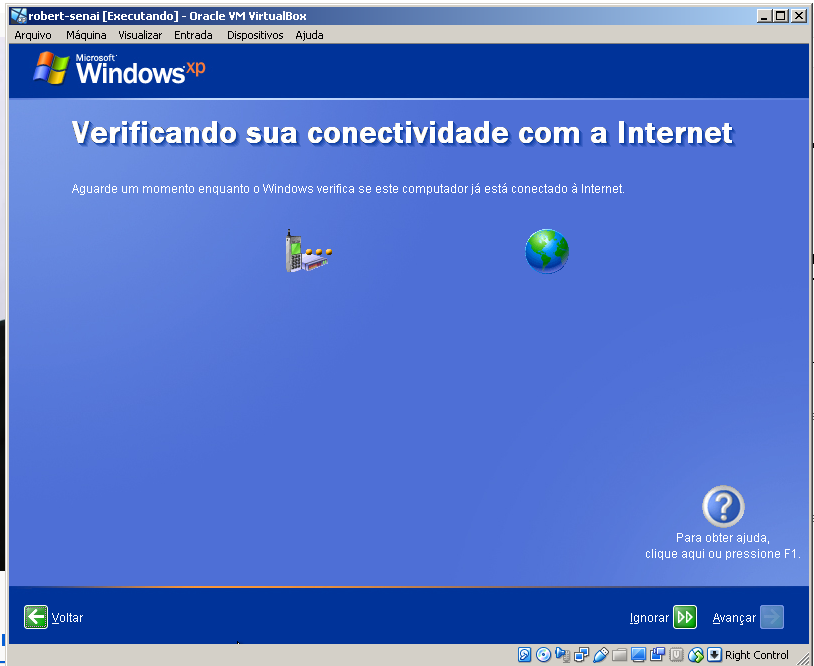 robert-senai [Executando] - Oracle VM VirtualBox
Arquivo Máquina Visualizar Entrada Dispositivos Ajuda
Microsoft
Windows xp
Verificando sua conectividade com a Internet
Aguarde um momento enquanto o Windows verifica se este computador já está conectado à Internet.
Para obter ajuda,
clique aqui ou pressione F1.
Voltar Ignorar Avançar
Right Control